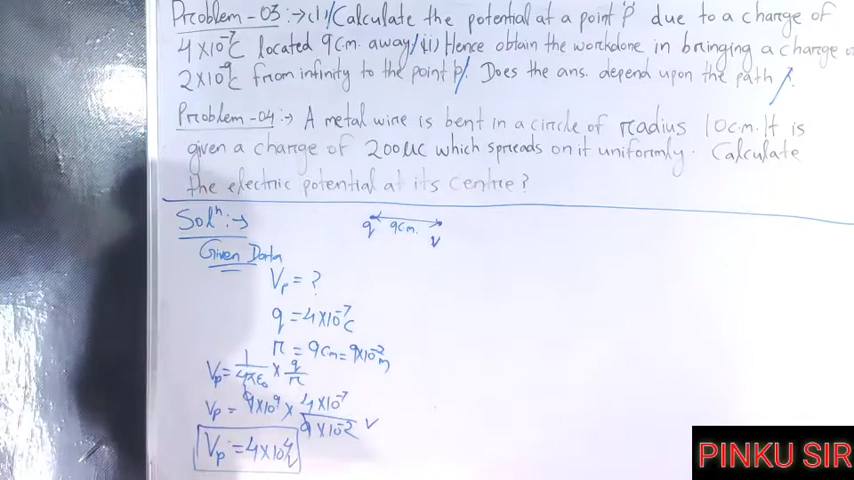 Problem-03:→(i) Calculate the potential at a point P due to a charge of
4×10⁻⁷C located 9cm. away (ii) Hence obtain the workdone in bringing a charge of
2×10⁻⁹C from infinity to the point P. Does the ans. depend upon the path
Problem-04:→ A metal wire is bent in a circle of radius 10c.m. It is
given a charge of 200μc which spreads on it uniformly. Calculate
the electric potential at its centre?
Solⁿ:→
q 9cm. V
Given Data
Vp = ?
q = 4×10⁻⁷C
r = 9cm = 9×10⁻²m
Vp = 1/4πε₀ × q/r
Vp = 9×10⁹ × 4×10⁻⁷/9×10⁻² V
Vp = 4×10⁴V
PINKU SIR